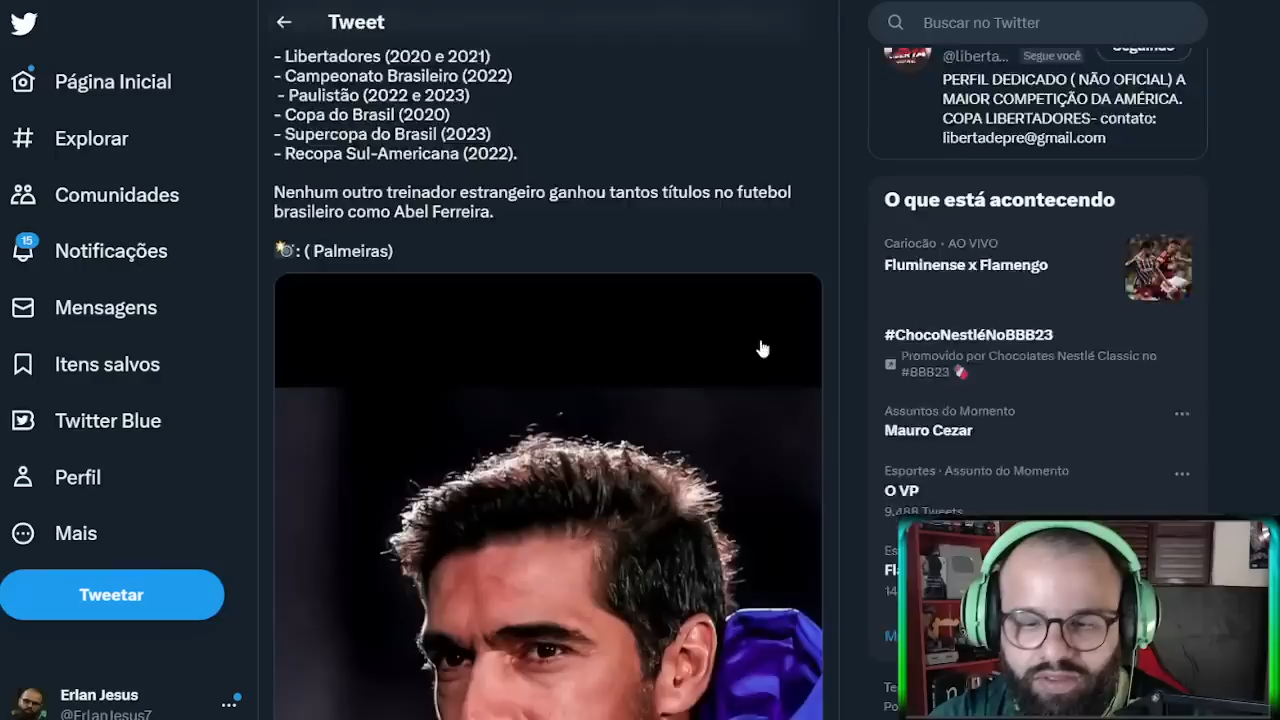 Tweet
Buscar no Twitter
Página Inicial
Explorar
Comunidades
Notificações
15
Mensagens
Itens salvos
Twitter Blue
Perfil
Mais
Tweetar
Erlan Jesus
@ErlanJesus7
- Libertadores (2020 e 2021)
- Campeonato Brasileiro (2022)
- Paulistão (2022 e 2023)
- Copa do Brasil (2020)
- Supercopa do Brasil (2023)
- Recopa Sul-Americana (2022).
Nenhum outro treinador estrangeiro ganhou tantos títulos no futebol
brasileiro como Abel Ferreira.
📸: ( Palmeiras)
@liberta... Segue você
Seguindo
PERFIL DEDICADO ( NÃO OFICIAL) A
MAIOR COMPETIÇÃO DA AMÉRICA.
COPA LIBERTADORES- contato:
libertadepre@gmail.com
O que está acontecendo
Cariocão · AO VIVO
Fluminense x Flamengo
#ChocoNestléNoBBB23
Promovido por Chocolates Nestlé Classic no
#BBB23 🍫
Assuntos do Momento
Mauro Cezar
Esportes · Assunto do Momento
O VP
9.488 Tweets